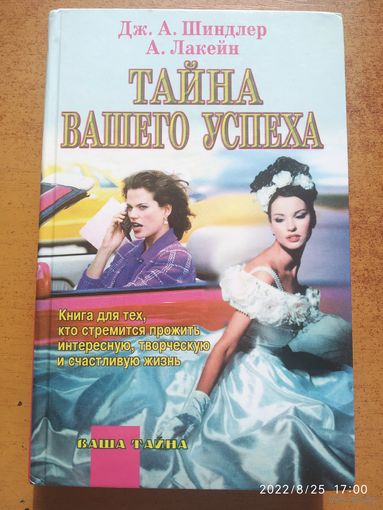 Дж. А. Шиндлер
А. Лакейн
ТАЙНА
ВАШЕГО УСПЕХА
Книга для тех,
кто стремится прожить
интересную, творческую
и счастливую жизнь
ВАША ТАЙНА
2022/8/25 17:00